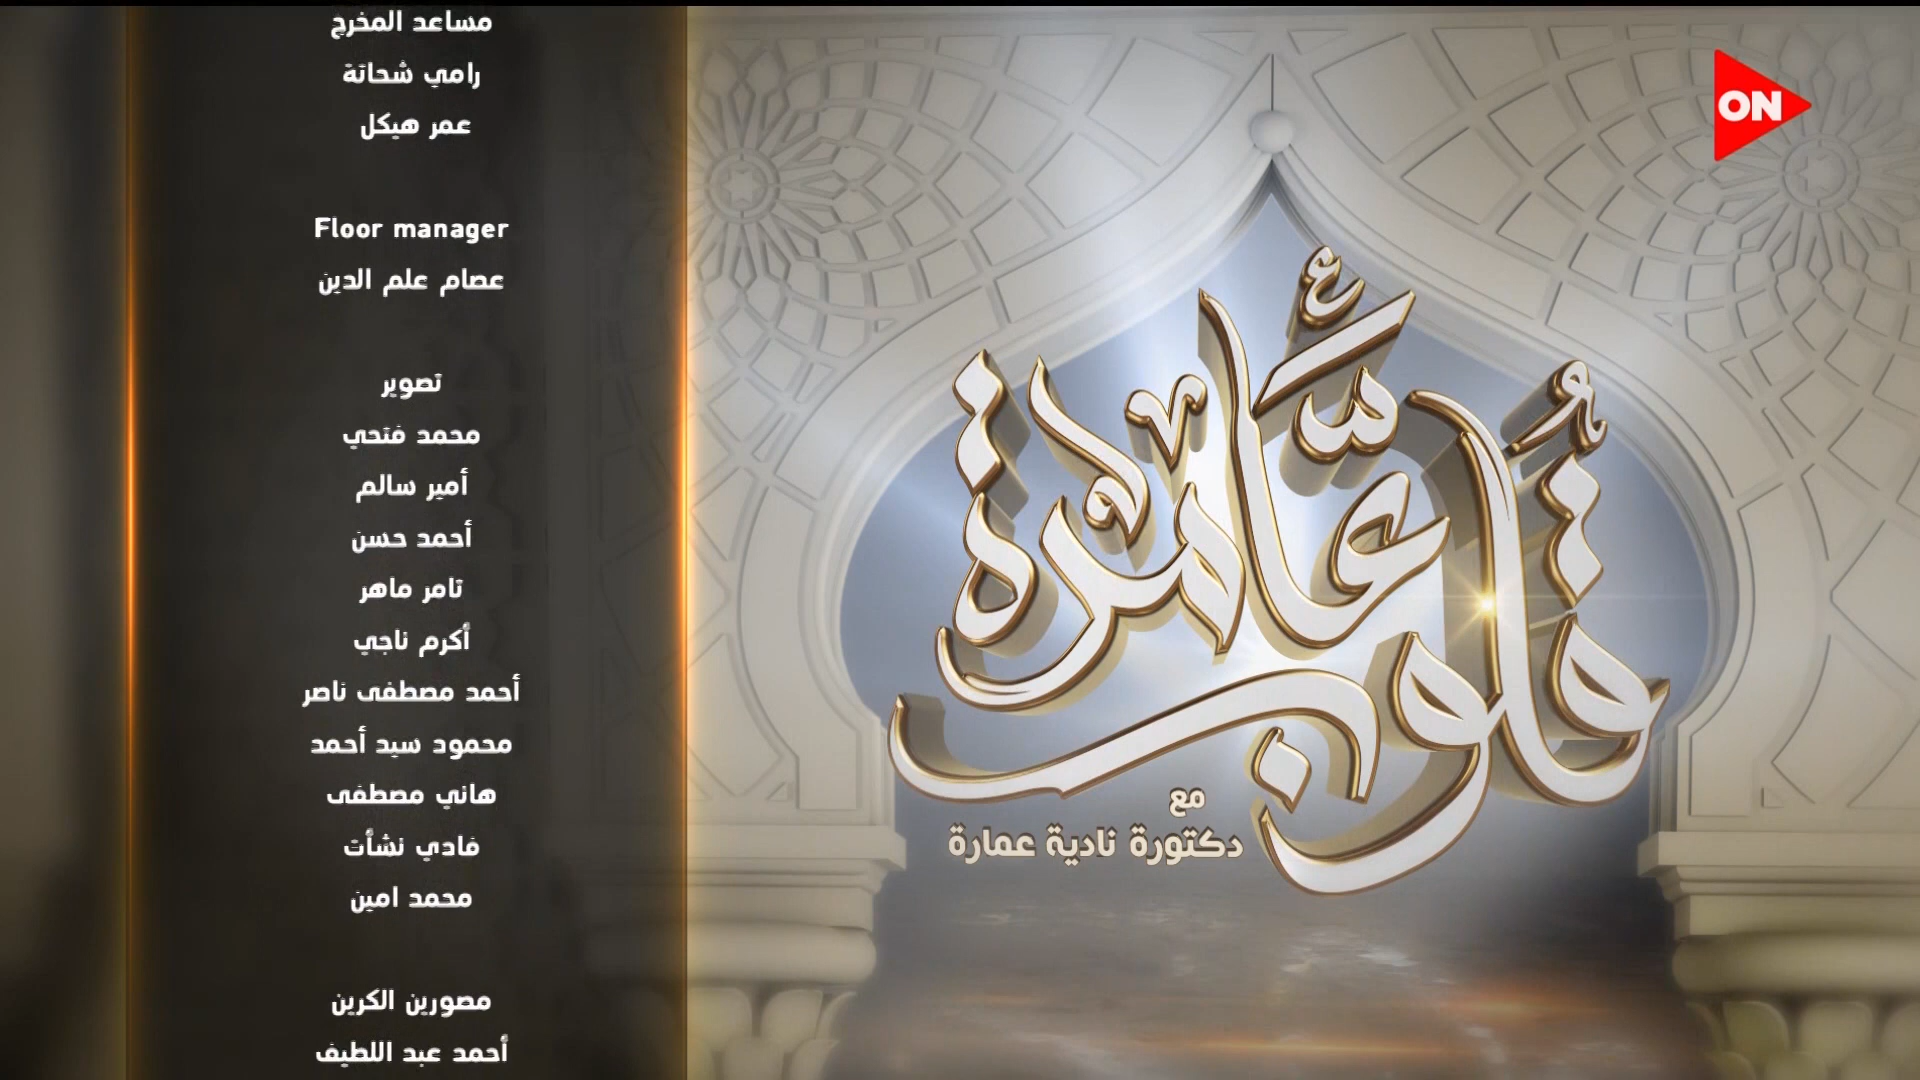 مساعد المخرج
رامي شحاتة
عمر هيكل
Floor manager
عصام علم الدين
تصوير
محمد فتحي
أمير سالم
أحمد حسن
تامر ماهر
أكرم ناجي
أحمد مصطفى ناصر
محمود سيد أحمد
هاني مصطفى
فادي نشأت
محمد امين
مصورين الكرين
أحمد عبد اللطيف
ON
قلوب عامرة
مع
دكتورة نادية عمارة